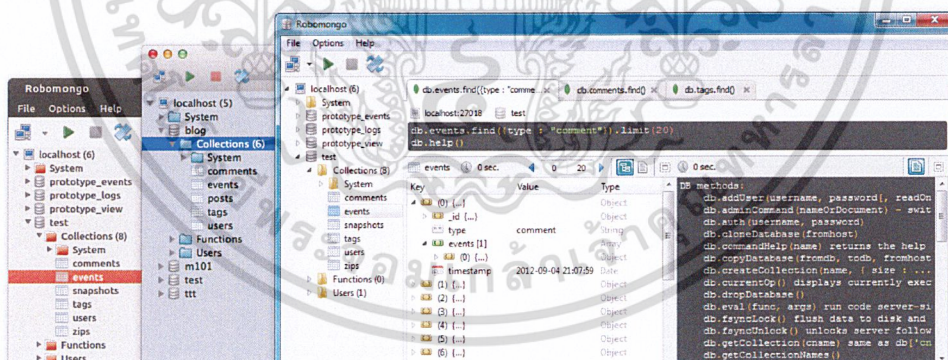 Robomongo
File Options Help
localhost (6)
System
prototype_events
prototype_logs
prototype_view
test
Collections (8)
System
comments
events
snapshots
tags
users
zips
Functions
Users
localhost (5)
System
blog
Collections (6)
System
comments
events
posts
tags
users
Functions
Users
m101
test
ttt
Robomongo
File Options Help
localhost (6)
System
prototype_events
prototype_logs
prototype_view
test
Collections (8)
System
comments
events
snapshots
tags
users
zips
Functions (0)
Users (1)
db.events.find({type : "comme... db.comments.find() db.tags.find()
localhost:27018 test
db.events.find({type : "comment"}).limit(20)
db.help()
events 0 sec. 0 20
Key Value Type
(0) {...} Object
_id {...} Object
type comment String
events [1] Array
(0) {...} Object
timestamp 2012-09-04 21:07:59 Date
(1) {...} Object
(2) {...} Object
(3) {...} Object
(4) {...} Object
(5) {...} Object
(6) {...} Object
0 sec.
DB methods:
db.addUser(username, password[, readOn
db.adminCommand(nameOrDocument) - swit
db.auth(username, password)
db.cloneDatabase(fromhost)
db.commandHelp(name) returns the help
db.copyDatabase(fromdb, todb, fromhost
db.createCollection(name, { size : ...
db.currentOp() displays currently exec
db.dropDatabase()
db.eval(func, args) run code server-si
db.fsyncLock() flush data to disk and
db.fsyncUnlock() unlocks server follow
db.getCollection(cname) same as db['cn
db.getCollectionNames()